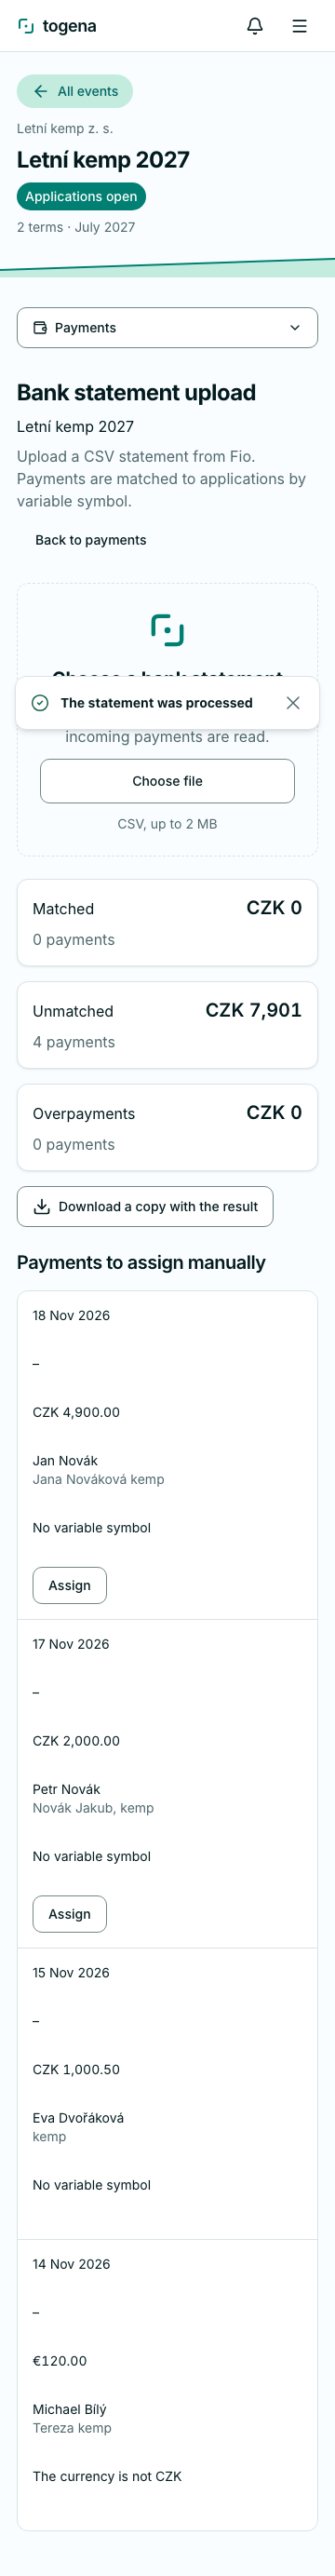 togena
All events
Letní kemp z. s.
Letní kemp 2027
Applications open
2 terms · July 2027
Payments
Bank statement upload
Letní kemp 2027
Upload a CSV statement from Fio.
Payments are matched to applications by
variable symbol.
Back to payments
The statement was processed
incoming payments are read.
Choose file
CSV, up to 2 MB
Matched
CZK 0
0 payments
Unmatched
CZK 7,901
4 payments
Overpayments
CZK 0
0 payments
Download a copy with the result
Payments to assign manually
18 Nov 2026
–
CZK 4,900.00
Jan Novák
Jana Nováková kemp
No variable symbol
Assign
17 Nov 2026
–
CZK 2,000.00
Petr Novák
Novák Jakub, kemp
No variable symbol
Assign
15 Nov 2026
–
CZK 1,000.50
Eva Dvořáková
kemp
No variable symbol
14 Nov 2026
–
€120.00
Michael Bílý
Tereza kemp
The currency is not CZK